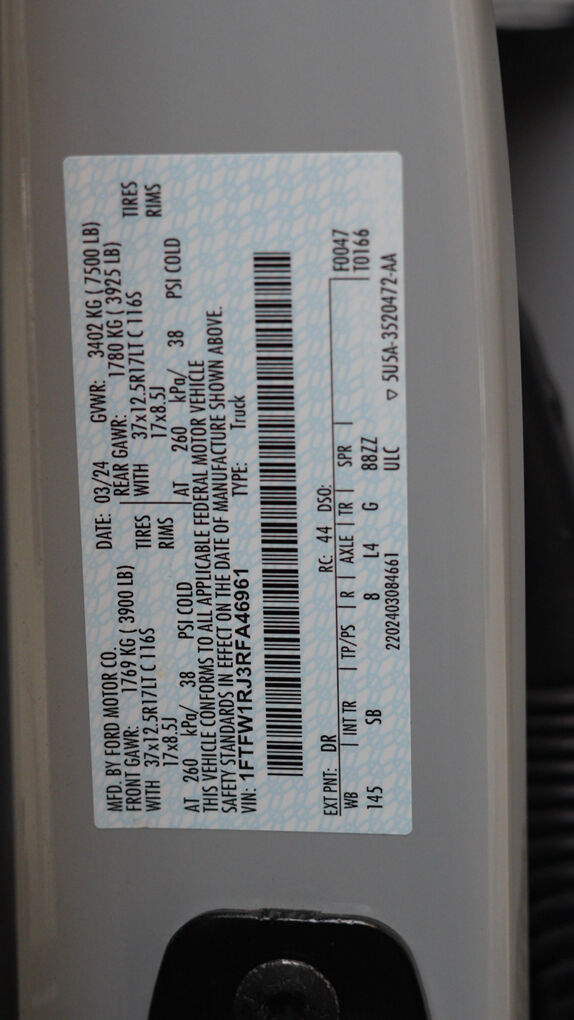 MFD. BY FORD MOTOR CO.
DATE: 03/24 GVWR: 3402 KG ( 7500 LB)
FRONT GAWR: 1769 KG ( 3900 LB) REAR GAWR: 1780 KG ( 3925 LB)
WITH 37x12.5R17LT C 116S TIRES WITH 37x12.5R17LT C 116S TIRES
17x8.5J RIMS 17x8.5J RIMS
AT 260 kPa/ 38 PSI COLD AT 260 kPa/ 38 PSI COLD
THIS VEHICLE CONFORMS TO ALL APPLICABLE FEDERAL MOTOR VEHICLE
SAFETY STANDARDS IN EFFECT ON THE DATE OF MANUFACTURE SHOWN ABOVE.
VIN: 1FTFW1RJ3RFA46961 TYPE: Truck
EXT PNT: DR RC: 44 DSO: F0047
WB | INT TR | TP/PS | R | AXLE | TR | SPR | T0166
145 SB 8 L4 G 88ZZ
2202403084661 ULC ▽ 5U5A-3520472-AA